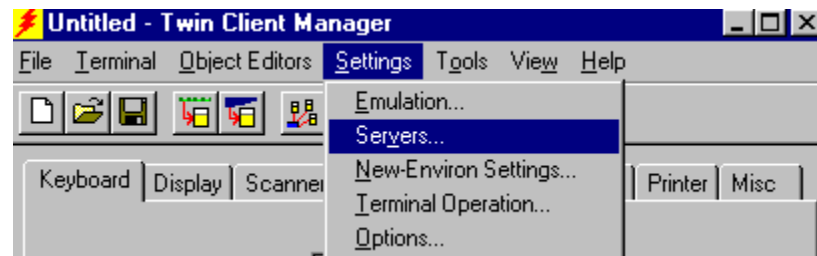 Untitled - Twin Client Manager
File Terminal Object Editors Settings Tools View Help
Emulation...
Servers...
New-Environ Settings...
Terminal Operation...
Options...
Keyboard Display Scanner Printer Misc